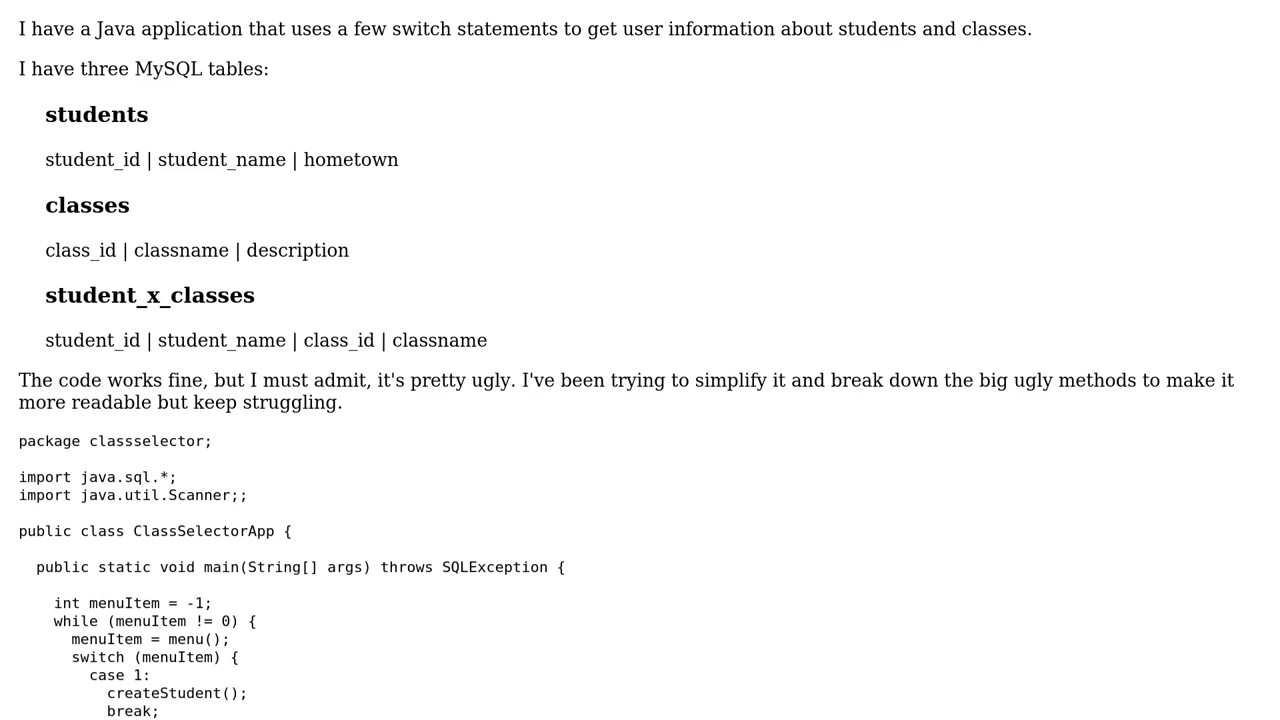 I have a Java application that uses a few switch statements to get user information about students and classes.
I have three MySQL tables:
students
student_id | student_name | hometown
classes
class_id | classname | description
student_x_classes
student_id | student_name | class_id | classname
The code works fine, but I must admit, it's pretty ugly. I've been trying to simplify it and break down the big ugly methods to make it
more readable but keep struggling.
package classselector;
import java.sql.*;
import java.util.Scanner;;
public class ClassSelectorApp {
public static void main(String[] args) throws SQLException {
int menuItem = -1;
while (menuItem != 0) {
menuItem = menu();
switch (menuItem) {
case 1:
createStudent();
break;